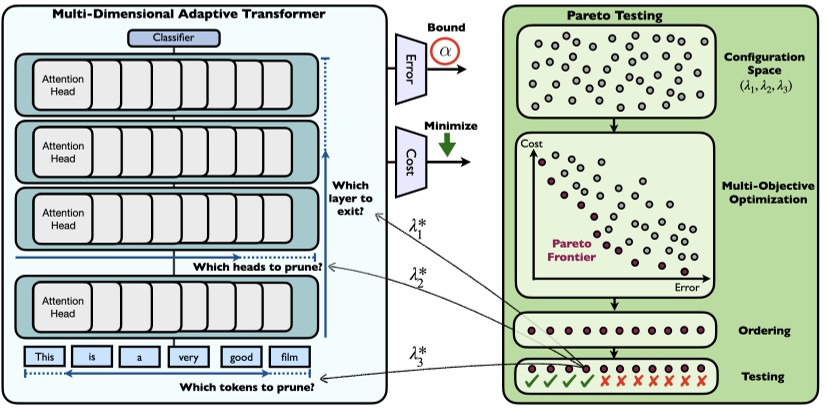 Multi-Dimensional Adaptive Transformer
Classifier
Attention
Head
Attention
Head
Attention
Head
Attention
Head
This is a very good film
Which tokens to prune?
Which heads to prune?
Which
layer to
exit?
Error
Bound
α
Cost
Minimize
λ₁*
λ₂*
λ₃*
Pareto Testing
Configuration
Space
(λ₁, λ₂, λ₃)
Cost
Pareto
Frontier
Error
Multi-Objective
Optimization
Ordering
Testing
✓ ✓ ✓ ✓ ✗ ✗ ✗ ✗ ✗ ✗ ✗